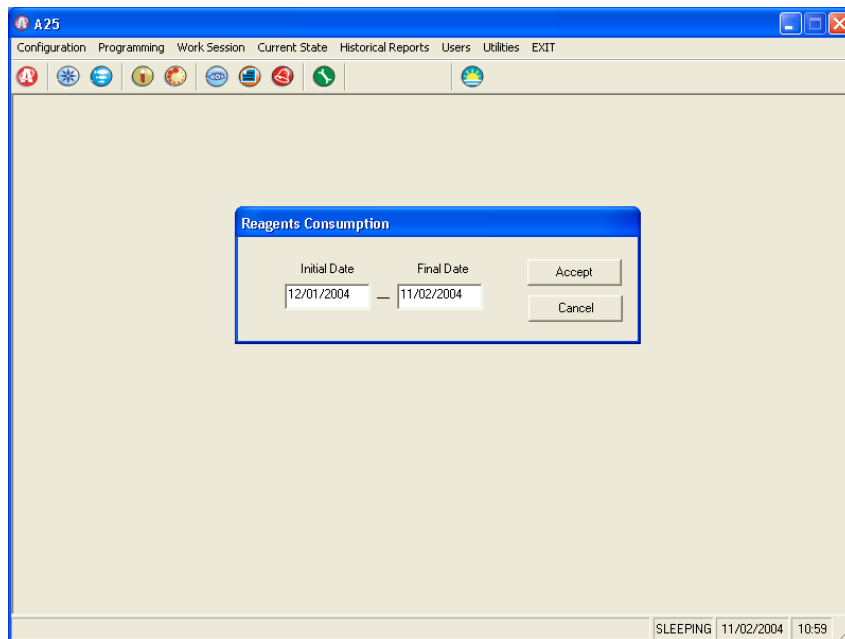 A25
Configuration Programming Work Session Current State Historical Reports Users Utilities EXIT
Reagents Consumption
Initial Date Final Date Accept
12/01/2004 — 11/02/2004
Cancel
SLEEPING 11/02/2004 10:59